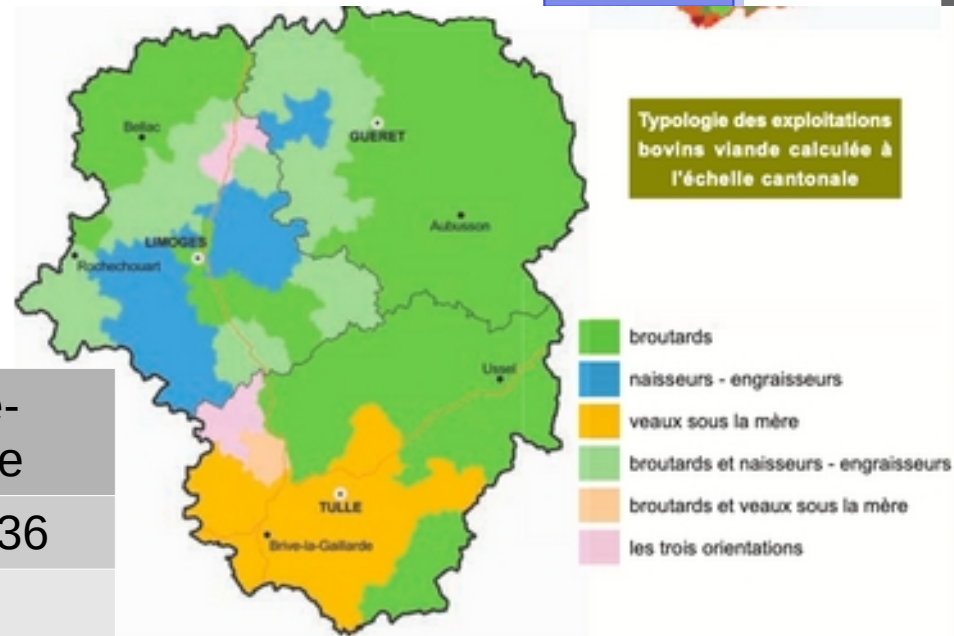 Typologie des exploitations
bovins viande calculée à
l'échelle cantonale
Bellac
GUERET
Aubusson
LIMOGES
Rochechouart
Ussel
TULLE
Brive-la-Gaillarde
broutards
naisseurs - engraisseurs
veaux sous la mère
broutards et naisseurs - engraisseurs
broutards et veaux sous la mère
les trois orientations
e
36